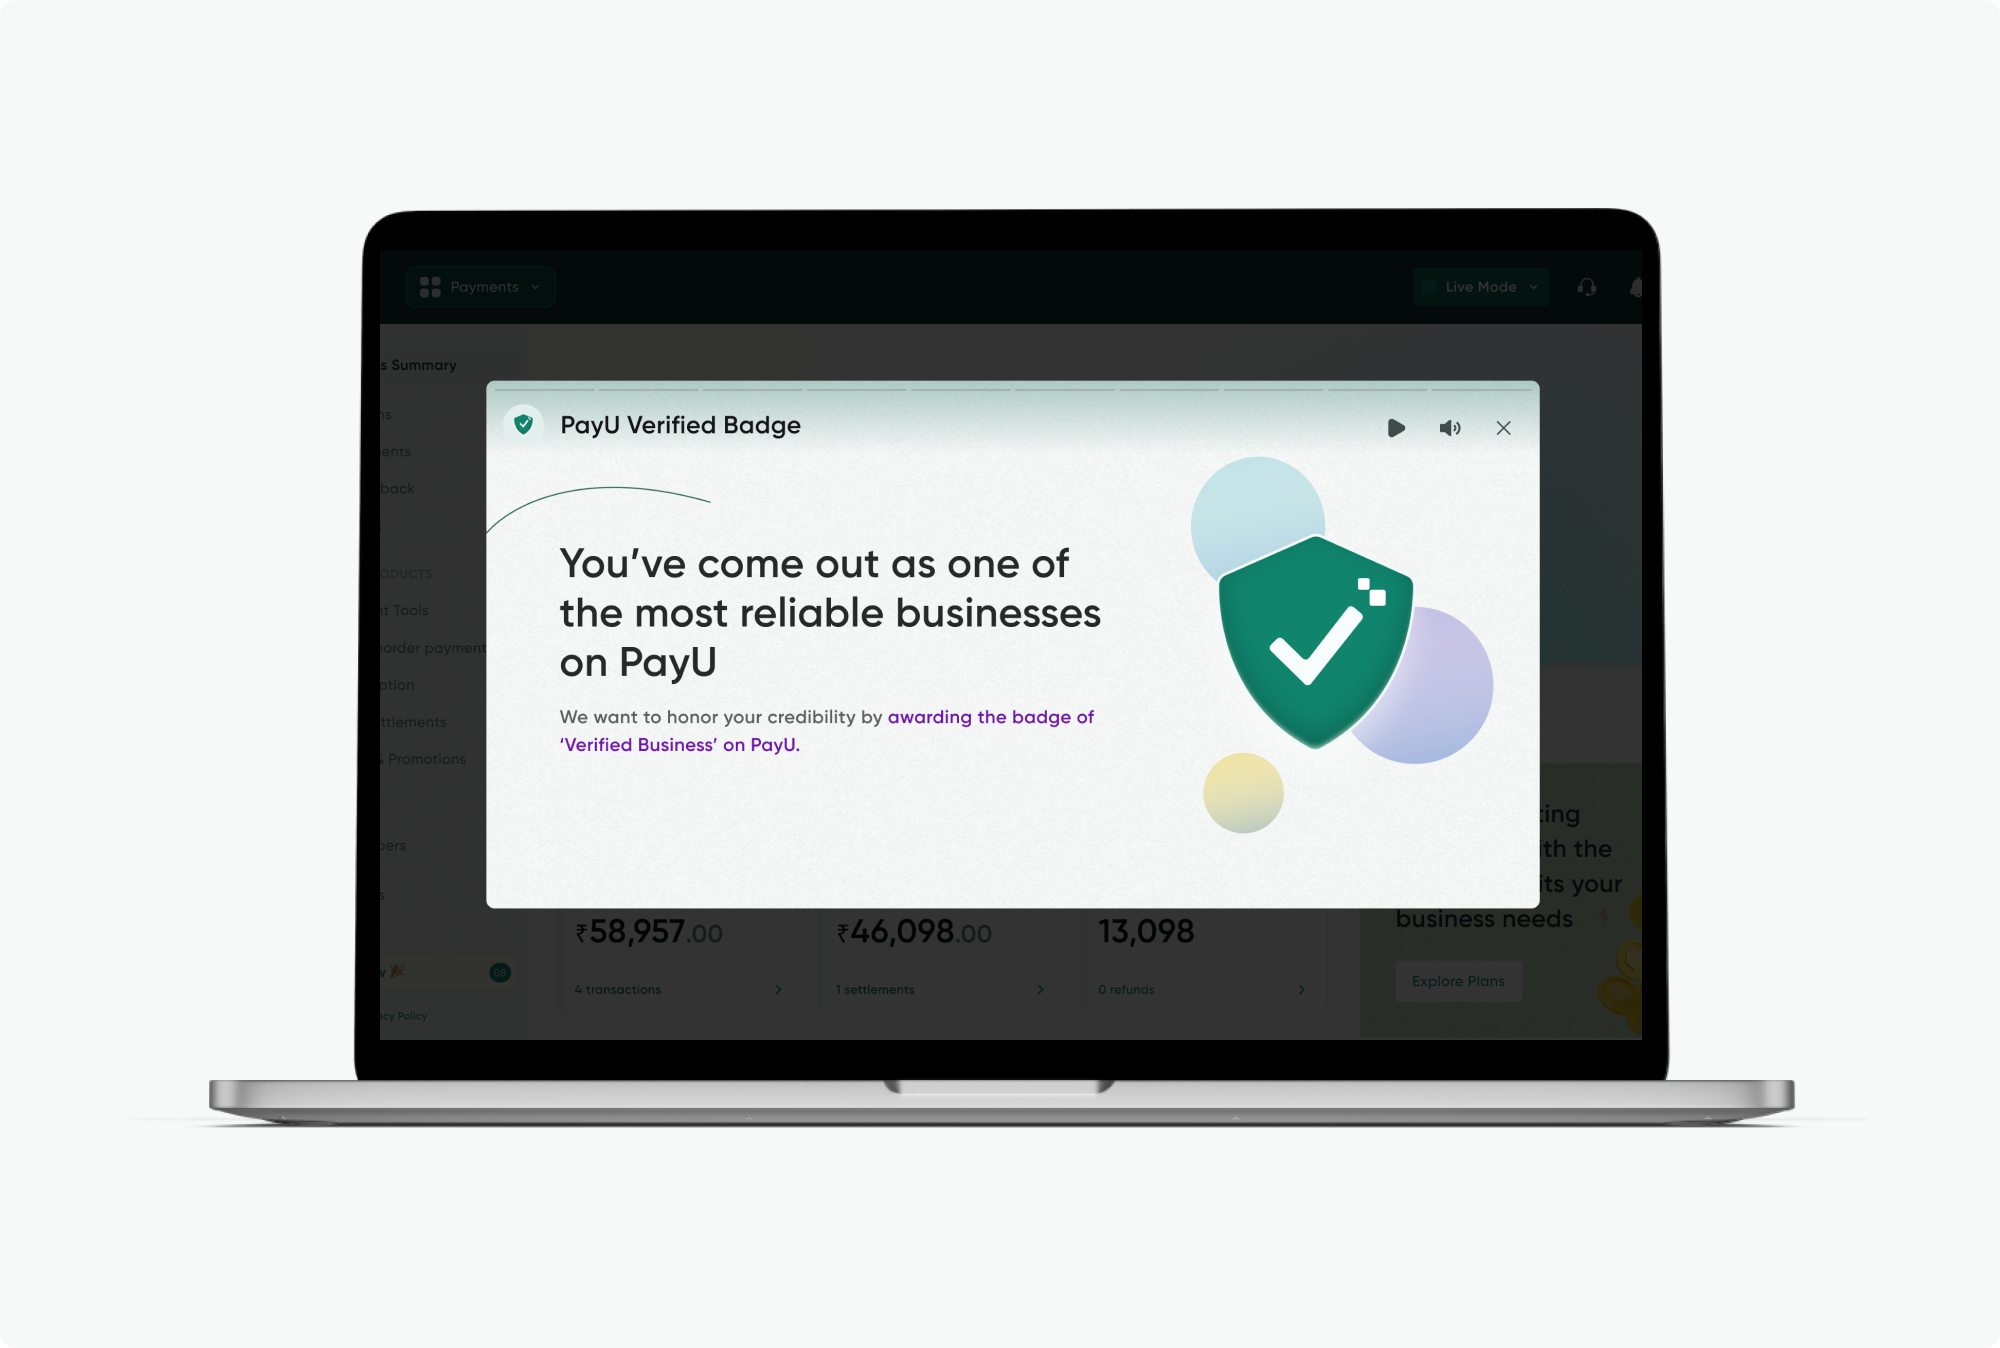 Payments
Live Mode
s Summary
PayU Verified Badge
You’ve come out as one of
the most reliable businesses
on PayU
We want to honor your credibility by awarding the badge of
‘Verified Business’ on PayU.
ents
back
ODUCTS
nt Tools
border payment
ption
ttlements
& Promotions
pers
s
08
acy Policy
₹58,957.00
4 transactions
₹46,098.00
1 settlements
13,098
0 refunds
ting
ith the
its your
business needs
Explore Plans